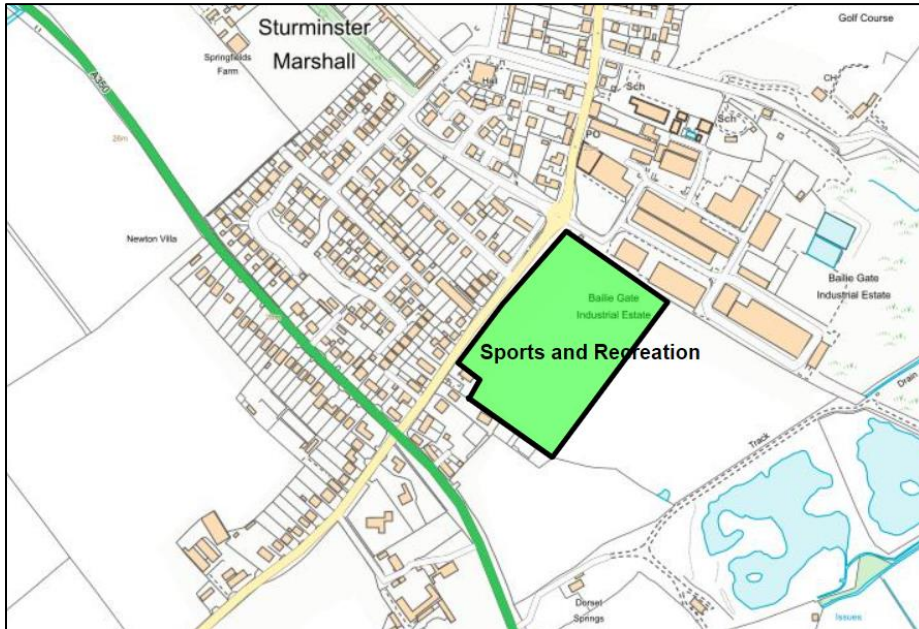 Golf Course
Sturminster
Marshall
Springfields
Farm
A350
Hall
CH
Sch
Sch
PO
26m
Newton Villa
Bailie Gate
Industrial Estate
Bailie Gate
Industrial Estate
Sports and Recreation
Drain
Track
Dorset
Springs
Issues